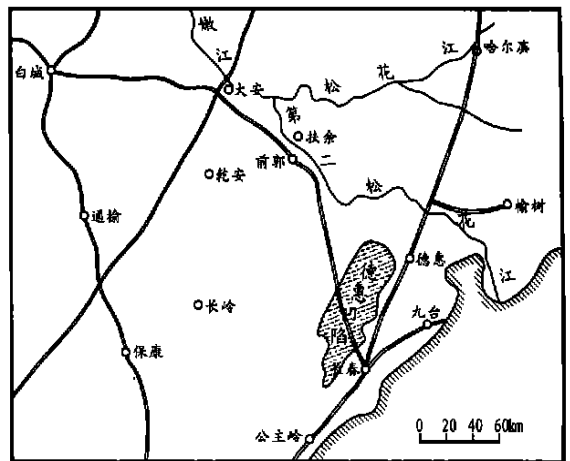 嫩
江
白城
大安
哈尔滨
江
花
松
第
二
松
花
江
扶余
前郭
乾安
通榆
榆树
德惠
德
惠
凹
陷
长岭
九台
保康
长春
公主岭
0 20 40 60km